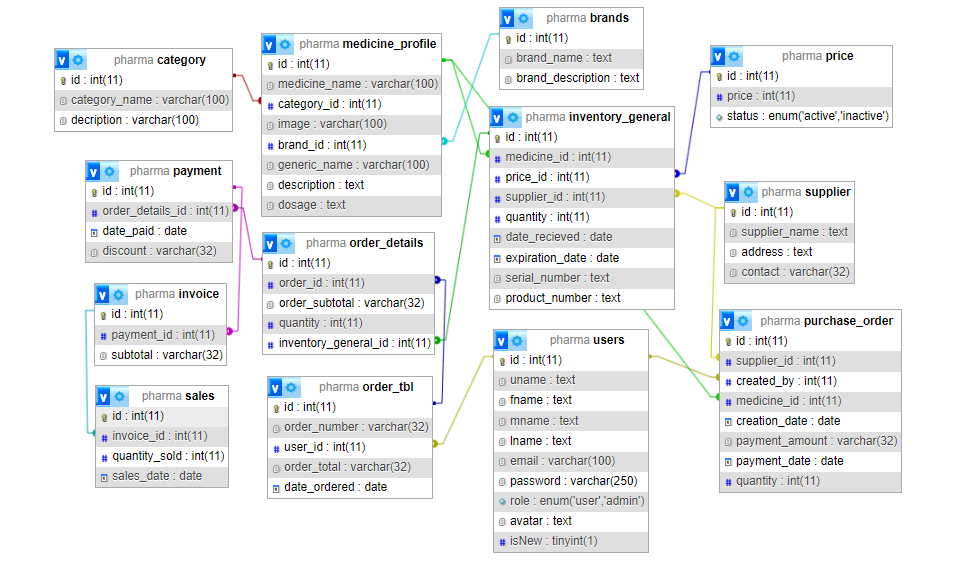 pharma category
id : int(11)
category_name : varchar(100)
decription : varchar(100)
pharma medicine_profile
id : int(11)
medicine_name : varchar(100)
category_id : int(11)
image : varchar(100)
brand_id : int(11)
generic_name : varchar(100)
description : text
dosage : text
pharma brands
id : int(11)
brand_name : text
brand_description : text
pharma price
id : int(11)
price : int(11)
status : enum('active','inactive')
pharma inventory_general
id : int(11)
medicine_id : int(11)
price_id : int(11)
supplier_id : int(11)
quantity : int(11)
date_recieved : date
expiration_date : date
serial_number : text
product_number : text
pharma payment
id : int(11)
order_details_id : int(11)
date_paid : date
discount : varchar(32)
pharma supplier
id : int(11)
supplier_name : text
address : text
contact : varchar(32)
pharma order_details
id : int(11)
order_id : int(11)
order_subtotal : varchar(32)
quantity : int(11)
inventory_general_id : int(11)
pharma invoice
id : int(11)
payment_id : int(11)
subtotal : varchar(32)
pharma purchase_order
id : int(11)
supplier_id : int(11)
created_by : int(11)
medicine_id : int(11)
creation_date : date
payment_amount : varchar(32)
payment_date : date
quantity : int(11)
pharma users
id : int(11)
uname : text
fname : text
mname : text
lname : text
email : varchar(100)
password : varchar(250)
role : enum('user','admin')
avatar : text
isNew : tinyint(1)
pharma order_tbl
id : int(11)
order_number : varchar(32)
user_id : int(11)
order_total : varchar(32)
date_ordered : date
pharma sales
id : int(11)
invoice_id : int(11)
quantity_sold : int(11)
sales_date : date